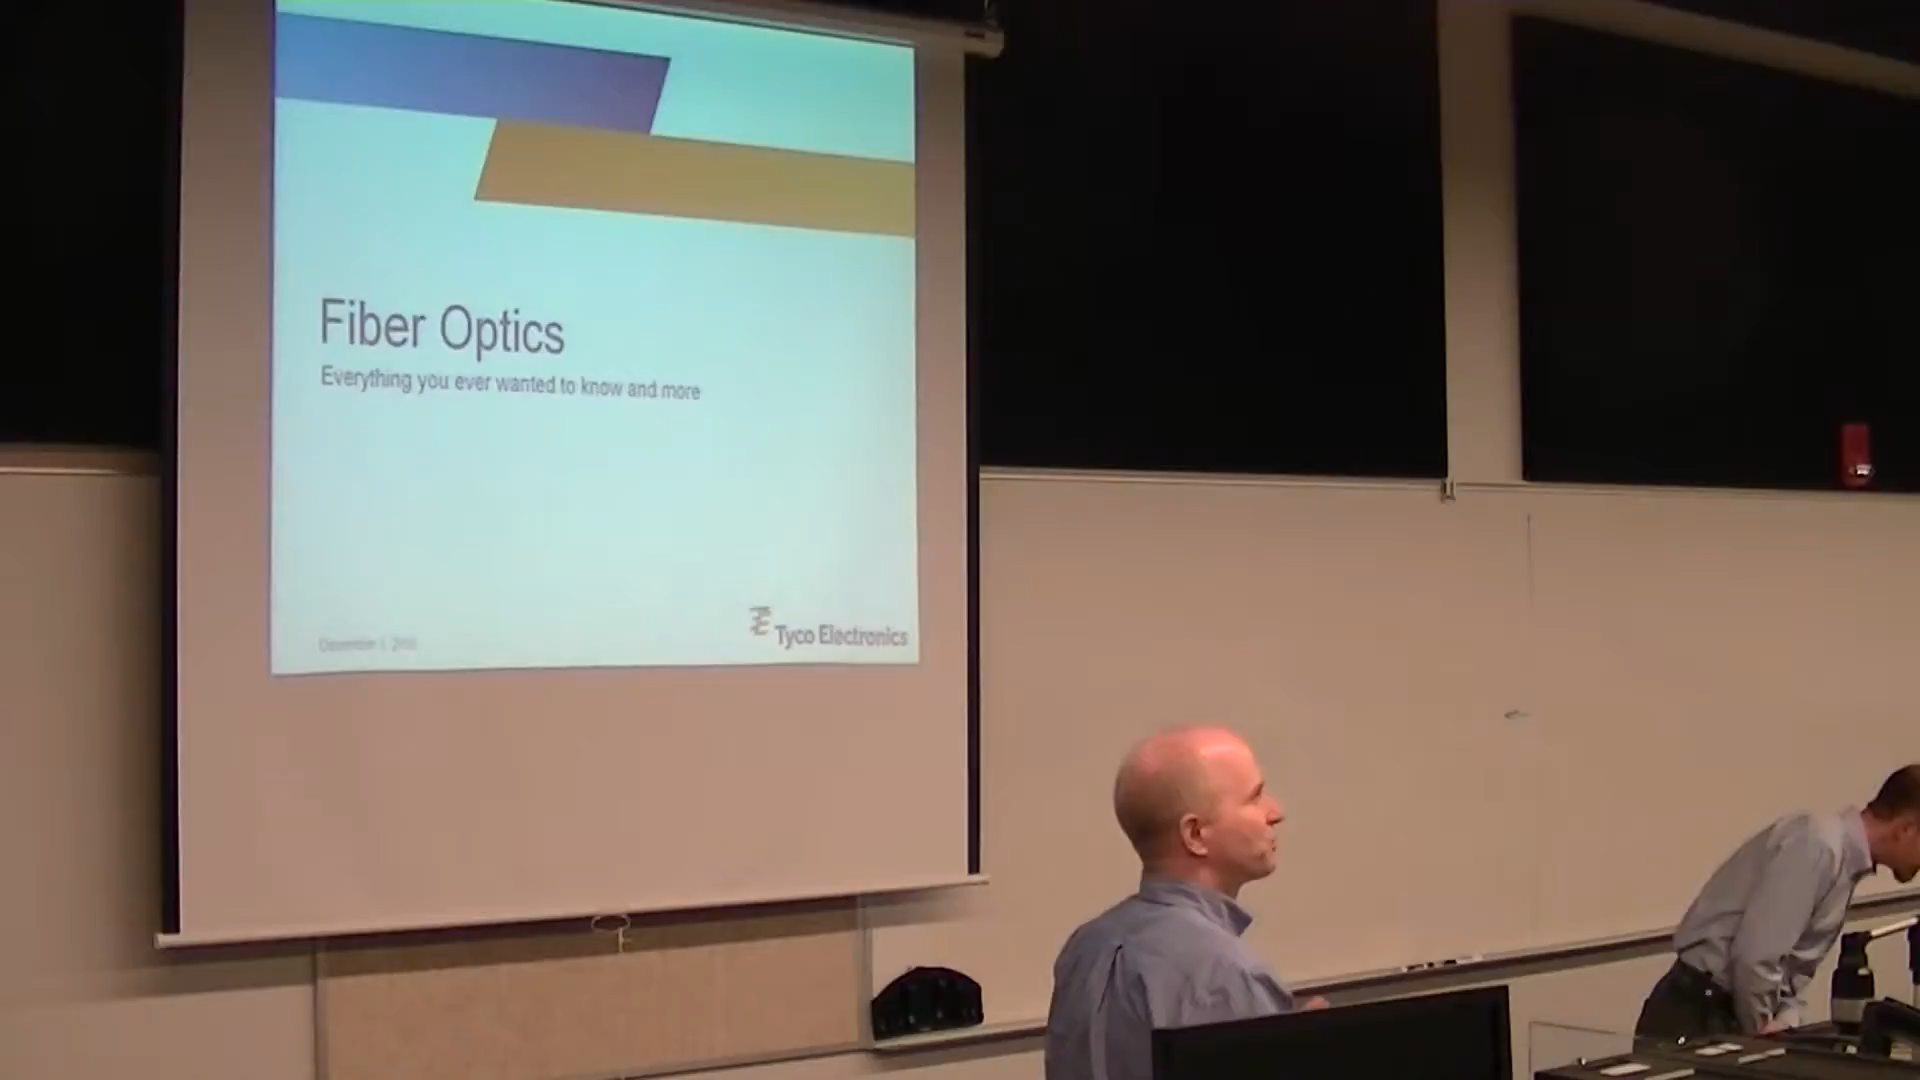 Fiber Optics
Everything you ever wanted to know and more
Tyco Electronics